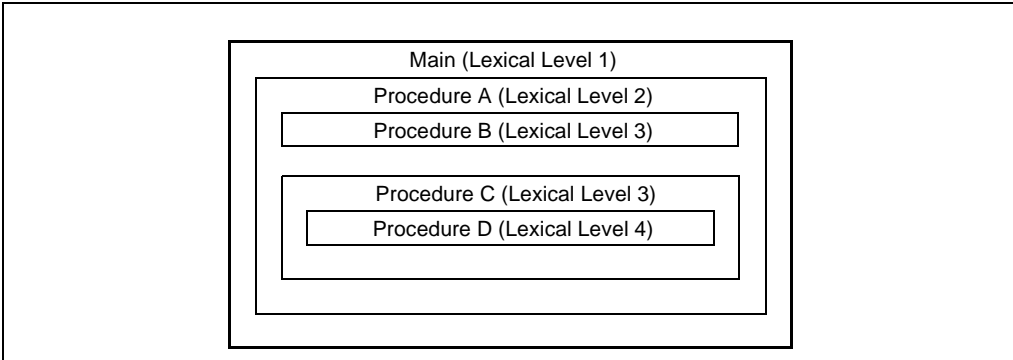 Main (Lexical Level 1)
Procedure A (Lexical Level 2)
Procedure B (Lexical Level 3)
Procedure C (Lexical Level 3)
Procedure D (Lexical Level 4)